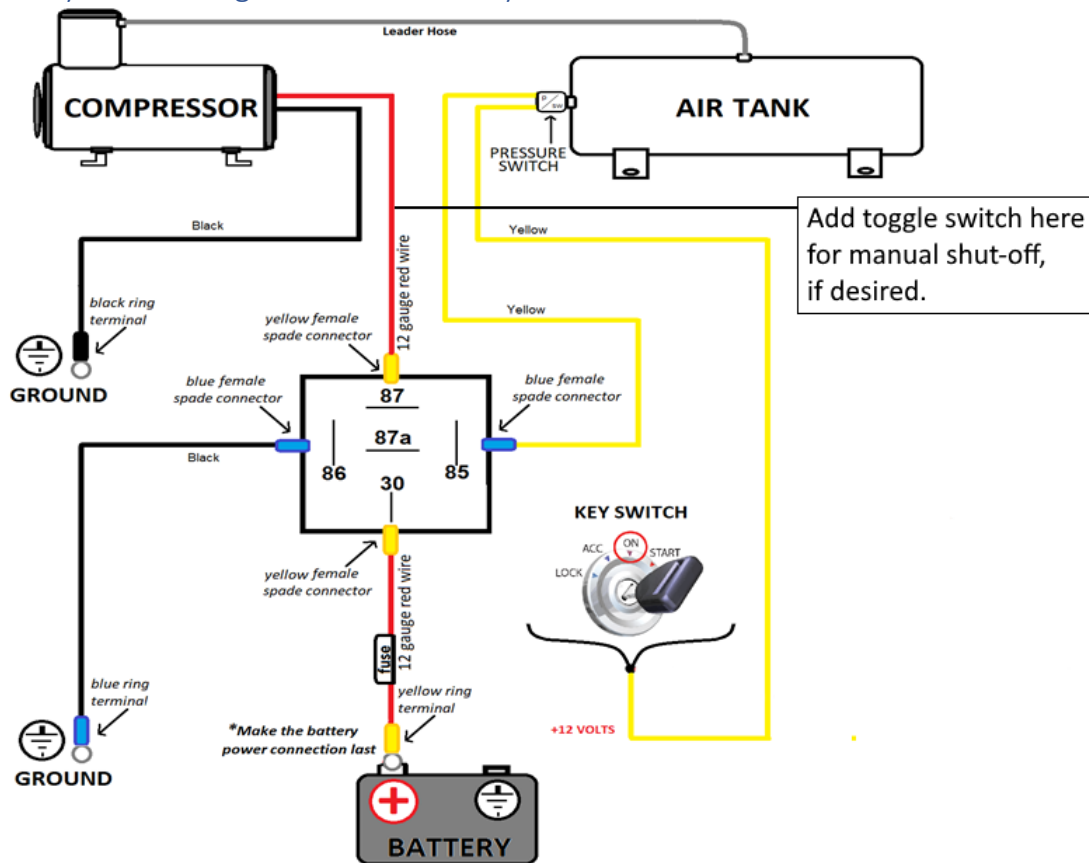 Leader Hose
COMPRESSOR
AIR TANK
P/SW
PRESSURE
SWITCH
Add toggle switch here
for manual shut-off,
if desired.
Black
Yellow
12 gauge red wire
black ring
terminal
yellow female
spade connector
Yellow
GROUND
blue female
spade connector
blue female
spade connector
87
87a
86
85
30
Black
KEY SWITCH
LOCK
ACC
ON
START
yellow female
spade connector
12 gauge red wire
fuse
blue ring
terminal
yellow ring
terminal
*Make the battery
power connection last
+12 VOLTS
GROUND
+
BATTERY